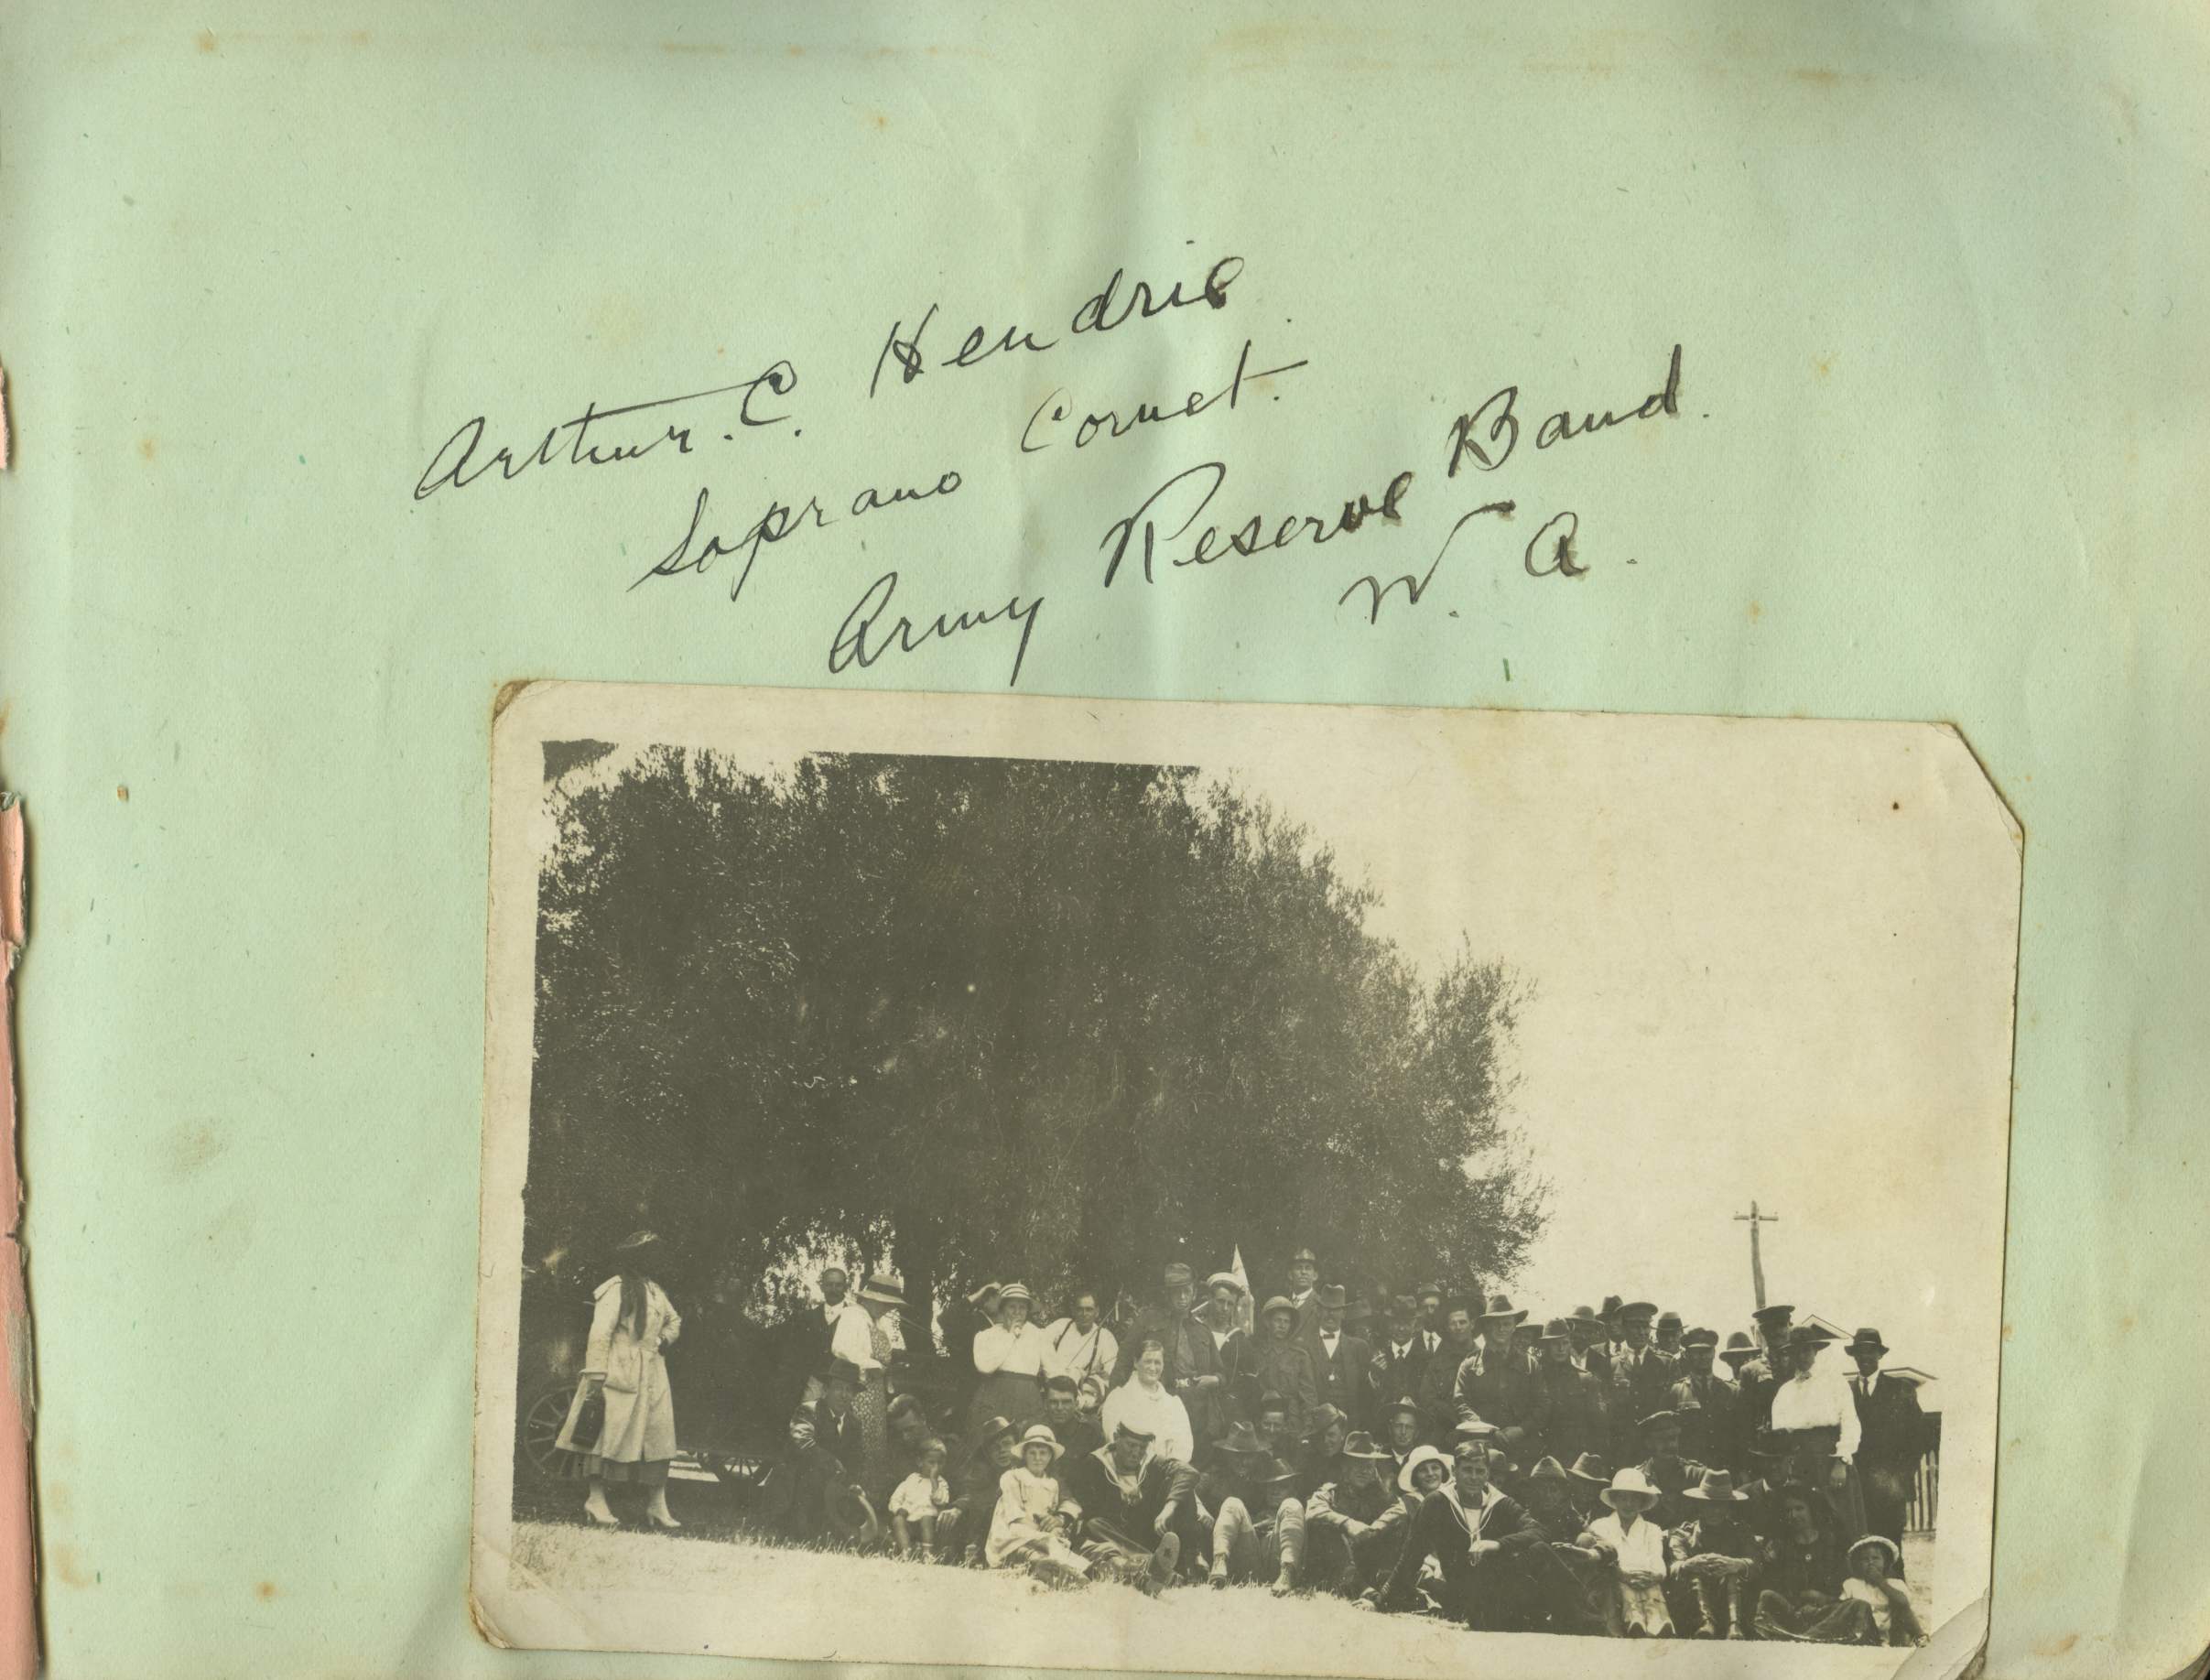 Arthur. C. Hendrie
Soprano Cornet.
Army Reserve Band.
W. A.